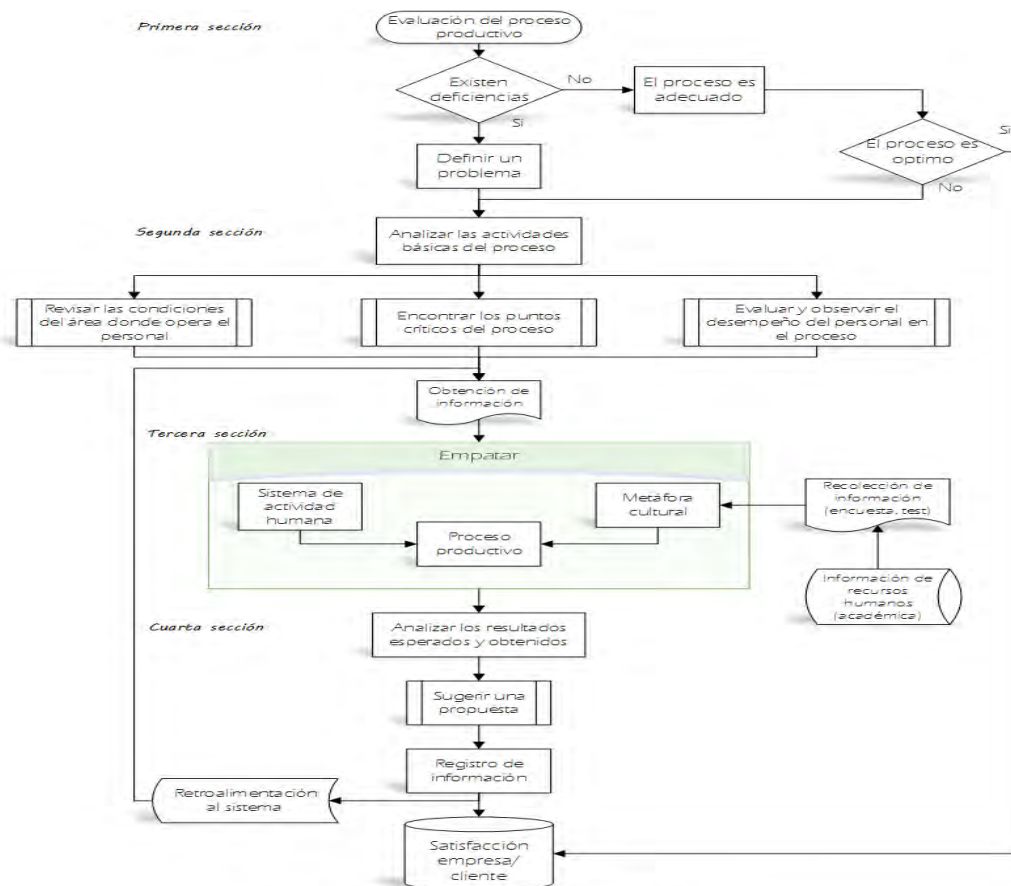 Primera sección
Evaluación del proceso
productivo
Existen
deficiencias
No
El proceso es
adecuado
Si
Si
El proceso es
optimo
No
Definir un
problema
Segunda sección
Analizar las actividades
básicas del proceso
Revisar las condiciones
del área donde opera el
personal
Encontrar los puntos
críticos del proceso
Evaluar y observar el
desempeño del personal en
el proceso
Obtención de
información
Tercera sección
Empatar
Sistema de
actividad
humana
Metáfora
cultural
Proceso
productivo
Recolección de
información
(encuesta, test)
Información de
recursos
humanos
(académica)
Cuarta sección
Analizar los resultados
esperados y obtenidos
Sugerir una
propuesta
Registro de
información
Retroalimentación
al sistema
Satisfacción
empresa/
cliente